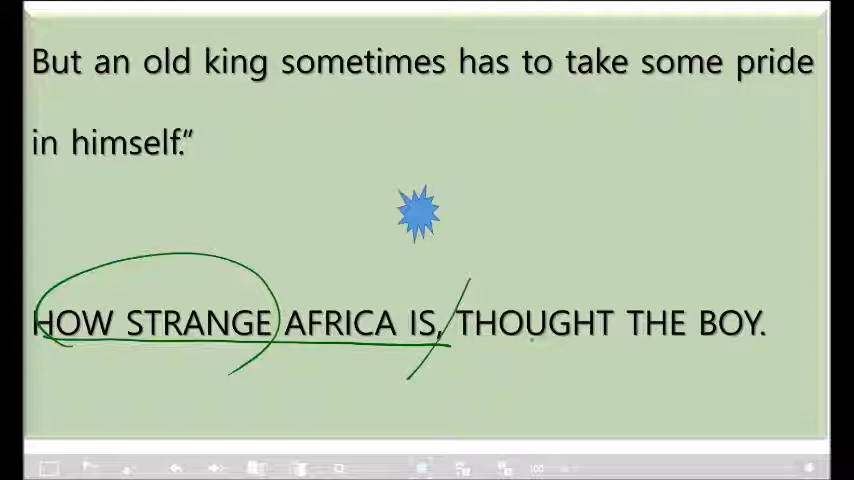 But an old king sometimes has to take some pride
in himself.“
HOW STRANGE AFRICA IS, THOUGHT THE BOY.
100